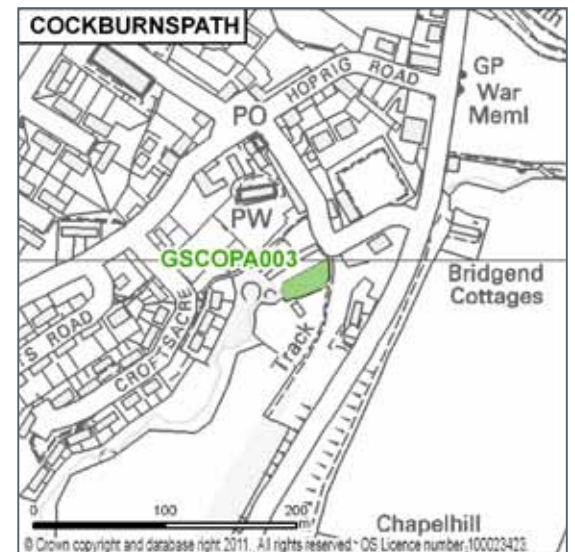 COCKBURNSPATH
HOPRIG ROAD
GP
War
Meml
PO
PW
GSCOPA003
Bridgend
Cottages
S ROAD
CROFTSACRE
Track
0 100 200
m
Chapelhill
© Crown copyright and database right 2011. All rights reserved. OS Licence number 100023423.